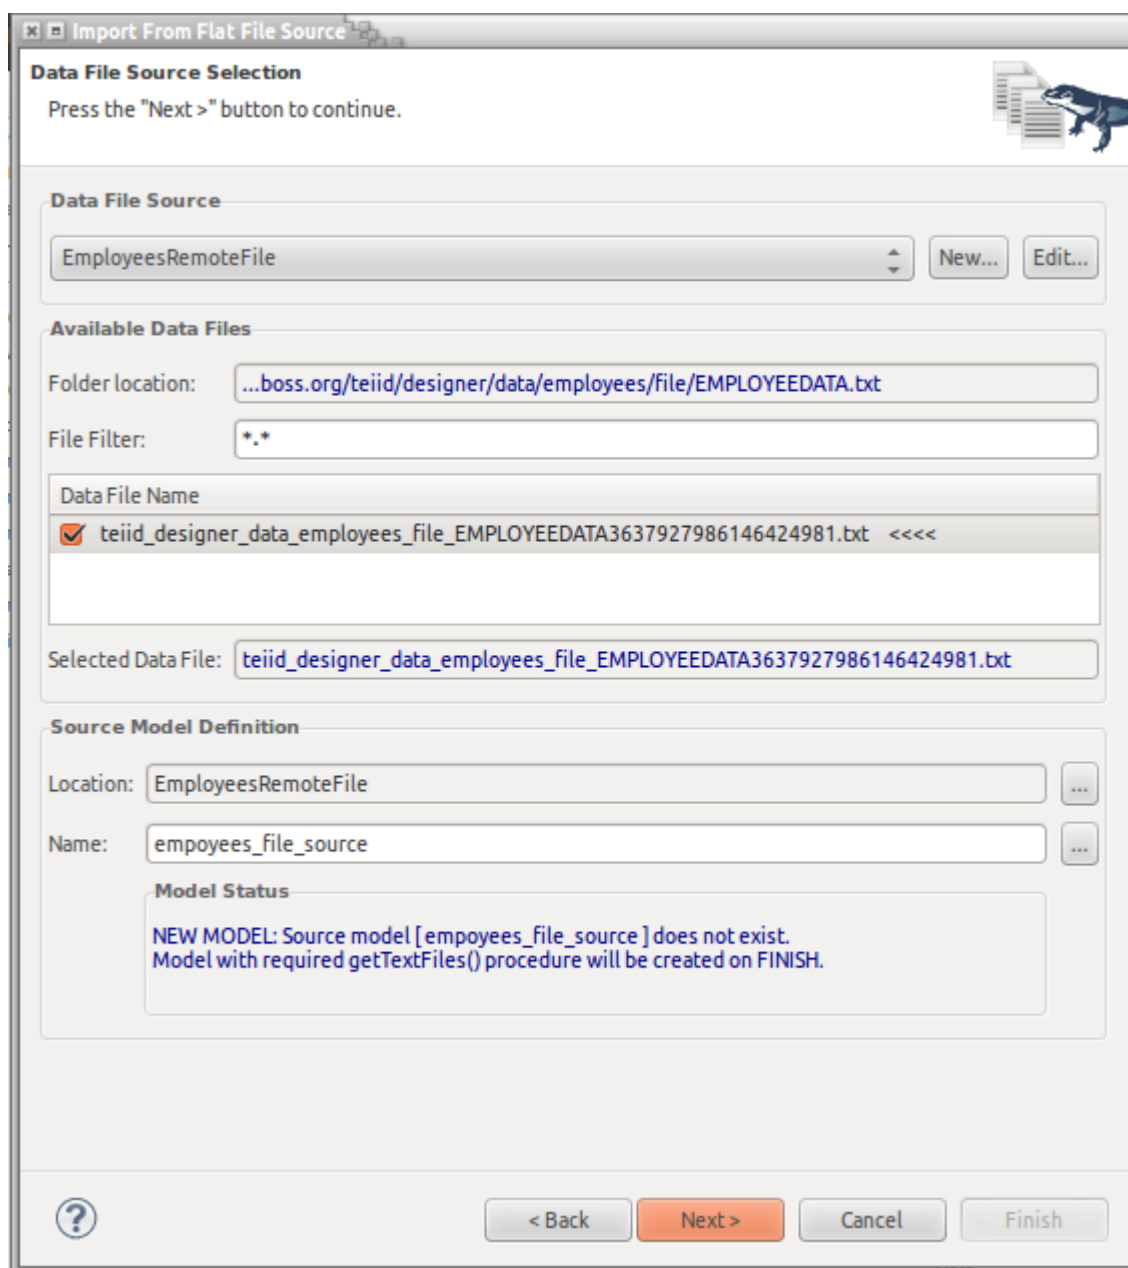 Import From Flat File Source
Data File Source Selection
Press the "Next >" button to continue.
Data File Source
EmployeesRemoteFile
New...
Edit...
Available Data Files
Folder location: ...boss.org/teiid/designer/data/employees/file/EMPLOYEEDATA.txt
File Filter: *.*
Data File Name
teiid_designer_data_employees_file_EMPLOYEEDATA3637927986146424981.txt <<<<
Selected Data File: teiid_designer_data_employees_file_EMPLOYEEDATA3637927986146424981.txt
Source Model Definition
Location: EmployeesRemoteFile ...
Name: empoyees_file_source ...
Model Status
NEW MODEL: Source model [ empoyees_file_source ] does not exist.
Model with required getTextFiles() procedure will be created on FINISH.
?
< Back
Next >
Cancel
Finish